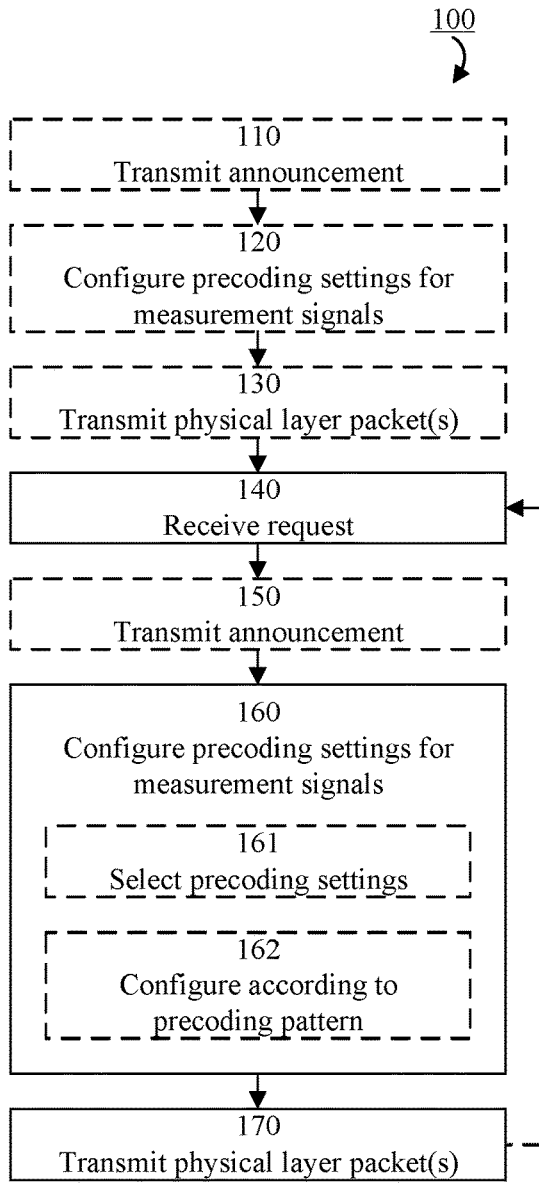 100
110
Transmit announcement
120
Configure precoding settings for
measurement signals
130
Transmit physical layer packet(s)
140
Receive request
150
Transmit announcement
160
Configure precoding settings for
measurement signals
161
Select precoding settings
162
Configure according to
precoding pattern
170
Transmit physical layer packet(s)